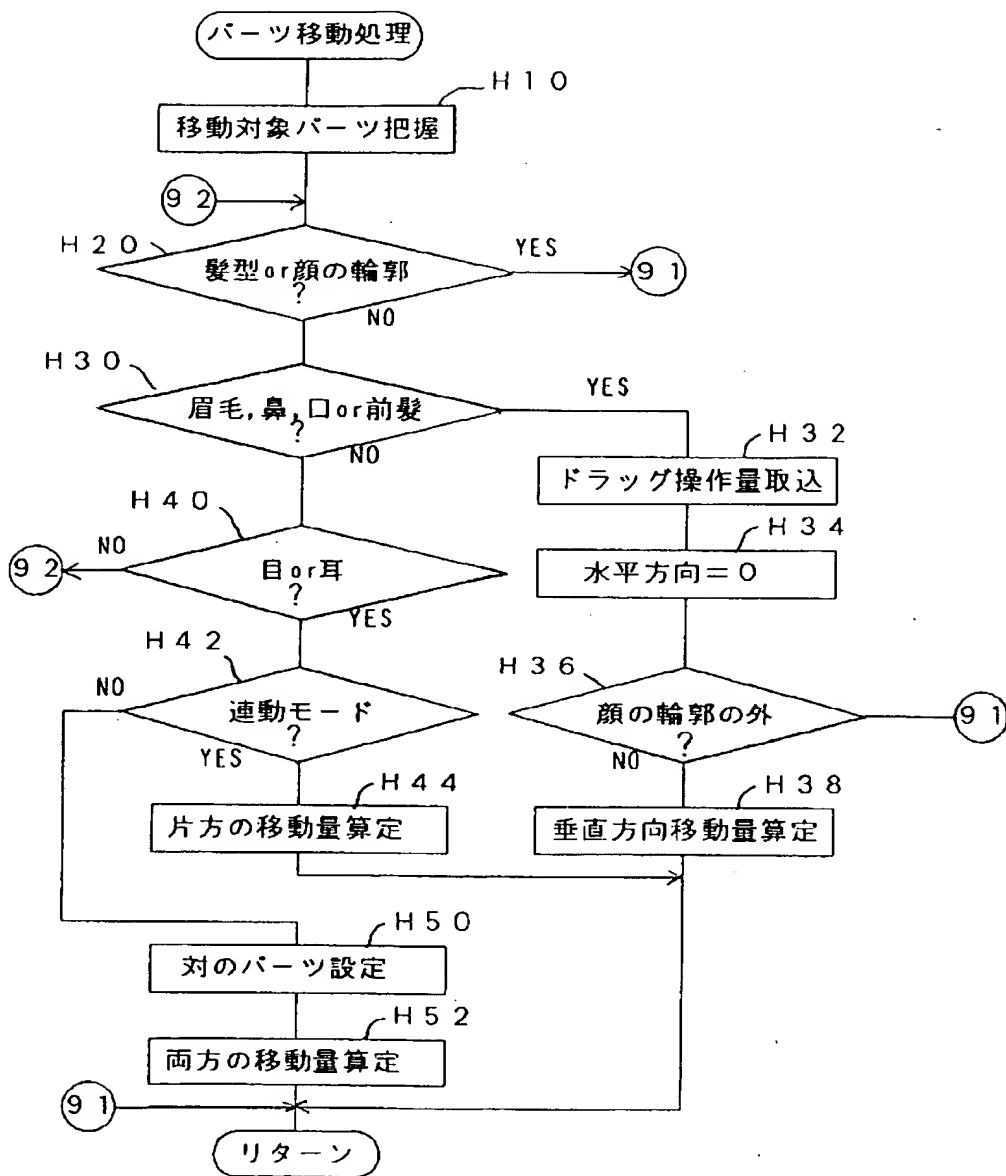 パーツ移動処理
H10
移動対象パーツ把握
92
H20
髪型or顔の輪郭
?
YES
91
NO
H30
眉毛,鼻,口or前髪
?
YES
NO
H32
ドラッグ操作量取込
H40
H34
NO
92
目or耳
?
水平方向=0
YES
H42
H36
NO
連動モード
?
顔の輪郭の外
?
91
YES
NO
H44
H38
片方の移動量算定
垂直方向移動量算定
H50
対のパーツ設定
H52
両方の移動量算定
91
リターン